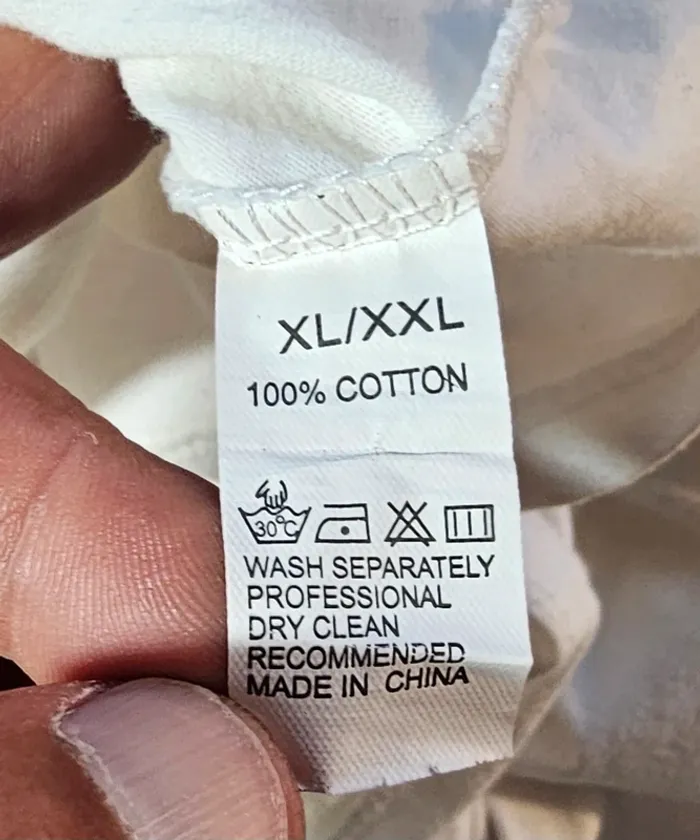 XL/XXL
100% COTTON
30°C
WASH SEPARATELY
PROFESSIONAL
DRY CLEAN
RECOMMENDED
MADE IN CHINA